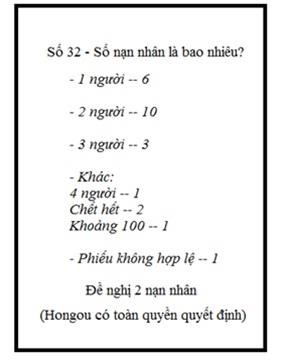 Số 32 - Số nạn nhân là bao nhiêu?
- 1 người -- 6
- 2 người -- 10
- 3 người -- 3
- Khác:
4 người -- 1
Chết hết -- 2
Khoảng 100 -- 1
- Phiếu không hợp lệ -- 1
Đề nghị 2 nạn nhân
(Hongou có toàn quyền quyết định)